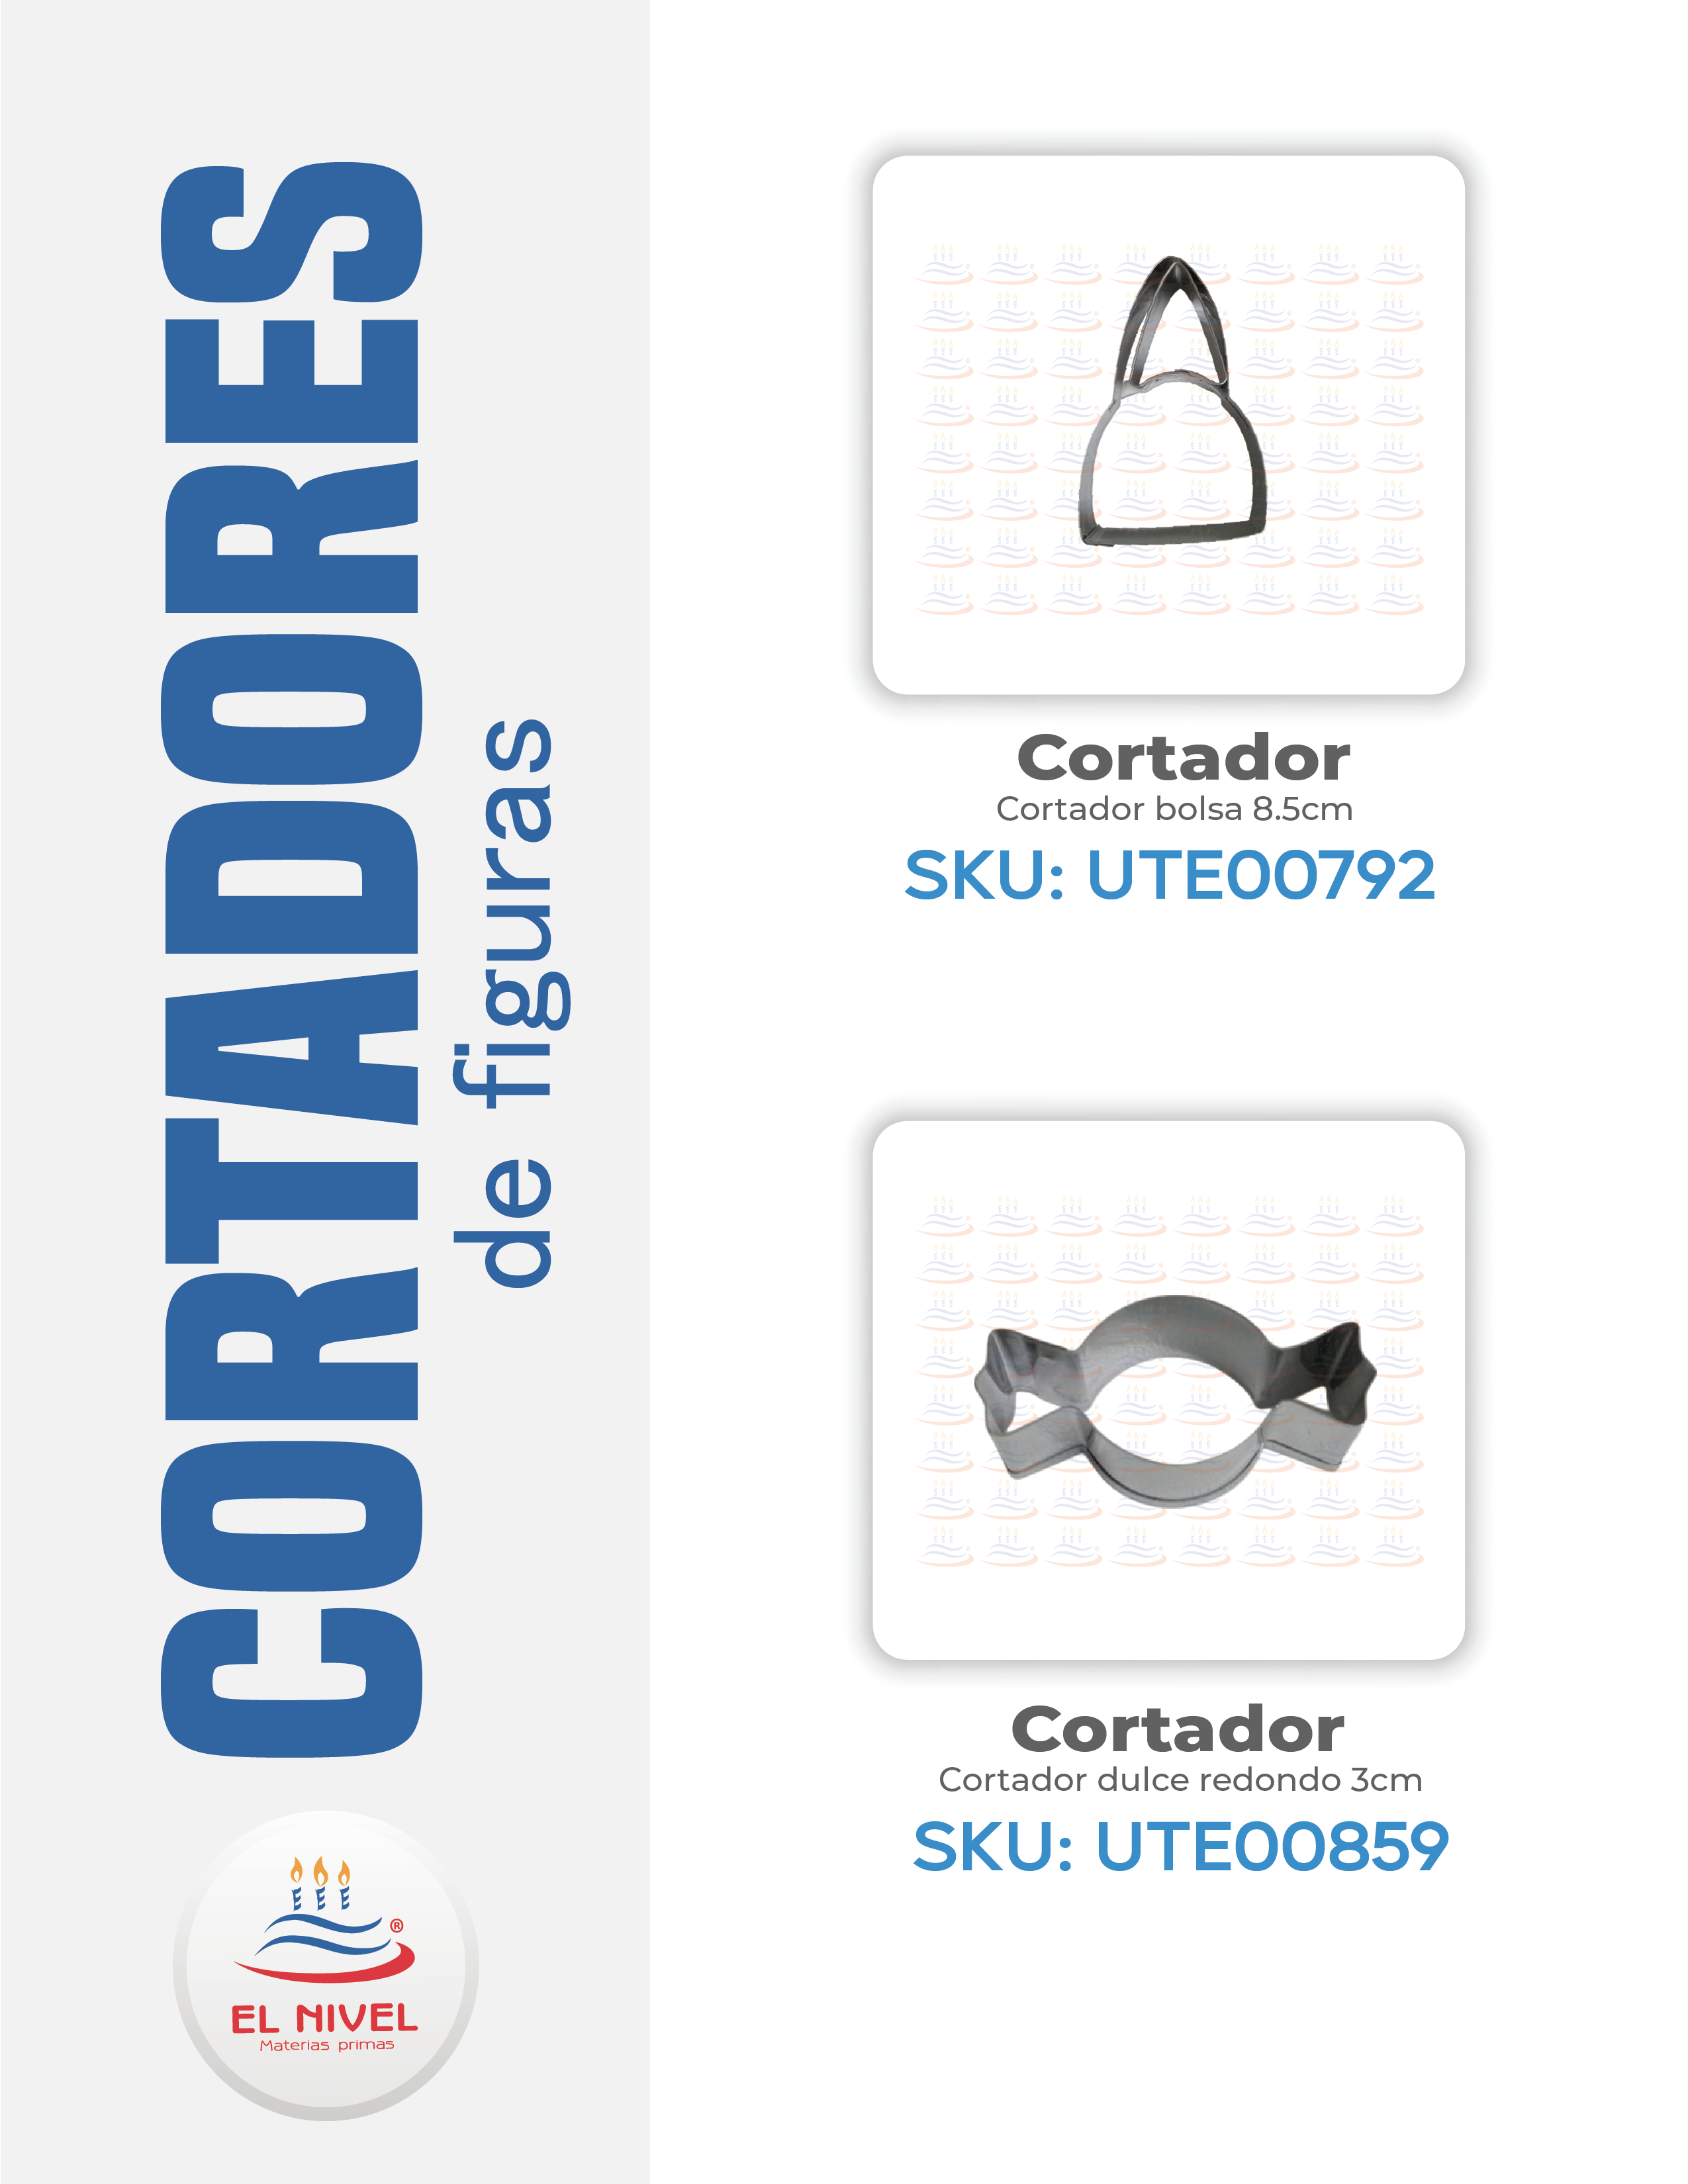 CORTADORES
de figuras
®
EL NIVEL
Materias primas
Cortador
Cortador bolsa 8.5cm
SKU: UTE00792
Cortador
Cortador dulce redondo 3cm
SKU: UTE00859